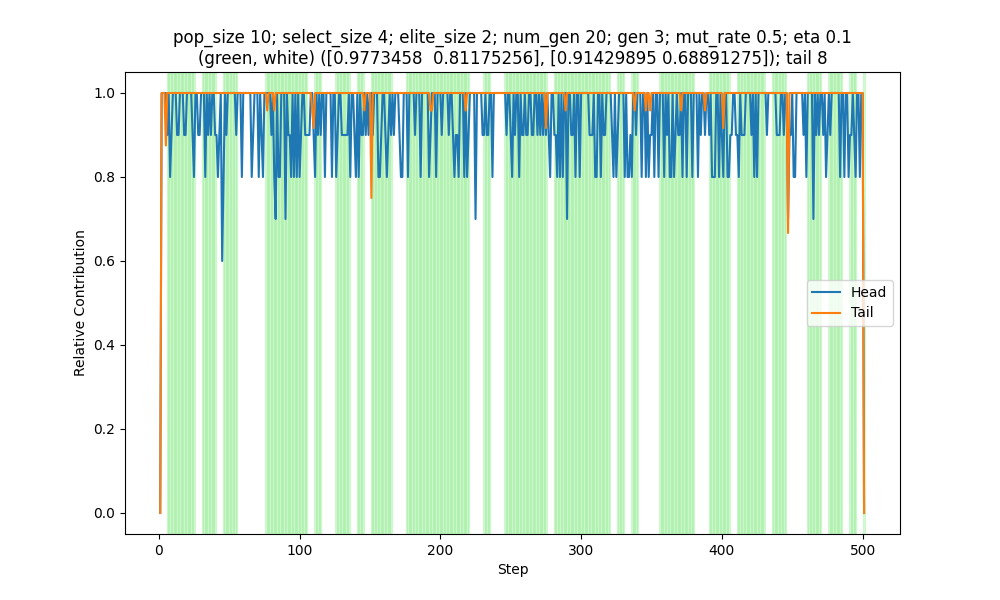 pop_size 10; select_size 4; elite_size 2; num_gen 20; gen 3; mut_rate 0.5; eta 0.1
(green, white) ([0.9773458  0.81175256], [0.91429895 0.68891275]); tail 8
1.0
0.8
0.6
0.4
0.2
0.0
Relative Contribution
Head
Tail
0
100
200
300
400
500
Step